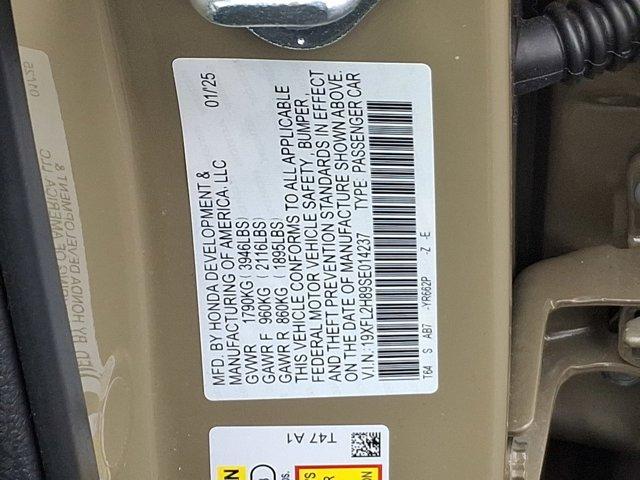 MFD. BY HONDA DEVELOPMENT & 01/25
MANUFACTURING OF AMERICA, LLC
GVWR 1790KG (3946LBS)
GAWR F 960KG (2116LBS)
GAWR R 860KG (1895LBS)
THIS VEHICLE CONFORMS TO ALL APPLICABLE
FEDERAL MOTOR VEHICLE SAFETY, BUMPER,
AND THEFT PREVENTION STANDARDS IN EFFECT
ON THE DATE OF MANUFACTURE SHOWN ABOVE.
V.I.N: 19XFL2H89SE014237 TYPE: PASSENGER CAR
T64 S AB7 -YR662P -Z -E
T47 A1